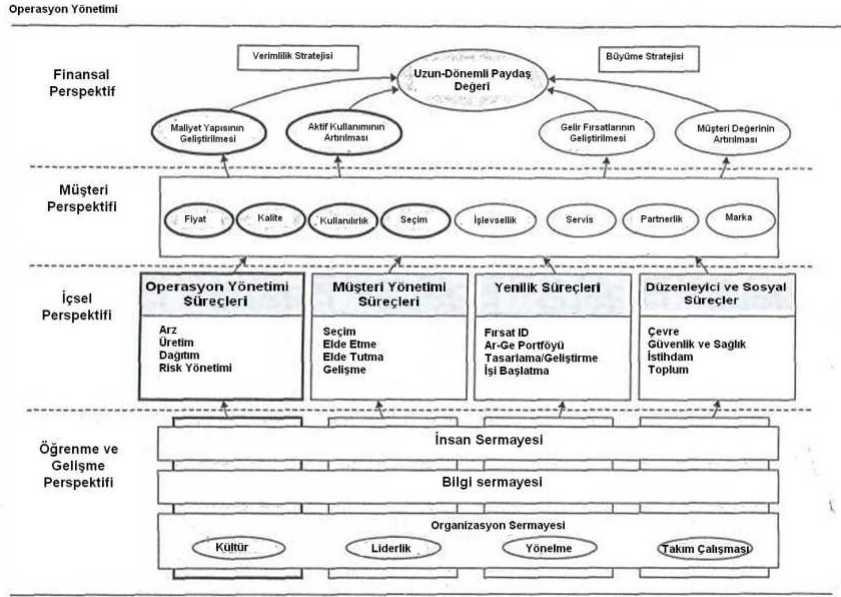 Operasyon Yönetimi
Finansal
Perspektif
Verimlilik Stratejisi
Uzun-Dönemli Paydaş
Değeri
Büyüme Stratejisi
Maliyet Yapısının
Geliştirilmesi
Aktif Kullanımının
Artırılması
Gelir Fırsatlarının
Geliştirilmesi
Müşteri Değerinin
Artırılması
Müşteri
Perspektifi
Fiyat
Kalite
Kullanılırlık
Seçim
İşlevsellik
Servis
Partnerlik
Marka
İçsel
Perspektifi
Operasyon Yönetimi
Süreçleri
Arz
Üretim
Dağıtım
Risk Yönetimi
Müşteri Yönetimi
Süreçleri
Seçim
Elde Etme
Elde Tutma
Gelişme
Yenilik Süreçleri
Fırsat ID
Ar-Ge Portföyü
Tasarlama/Geliştirme
İşi Başlatma
Düzenleyici ve Sosyal
Süreçler
Çevre
Güvenlik ve Sağlık
İstihdam
Toplum
Öğrenme ve
Gelişme
Perspektifi
İnsan Sermayesi
Bilgi sermayesi
Organizasyon Sermayesi
Kültür
Liderlik
Yönelme
Takım Çalışması